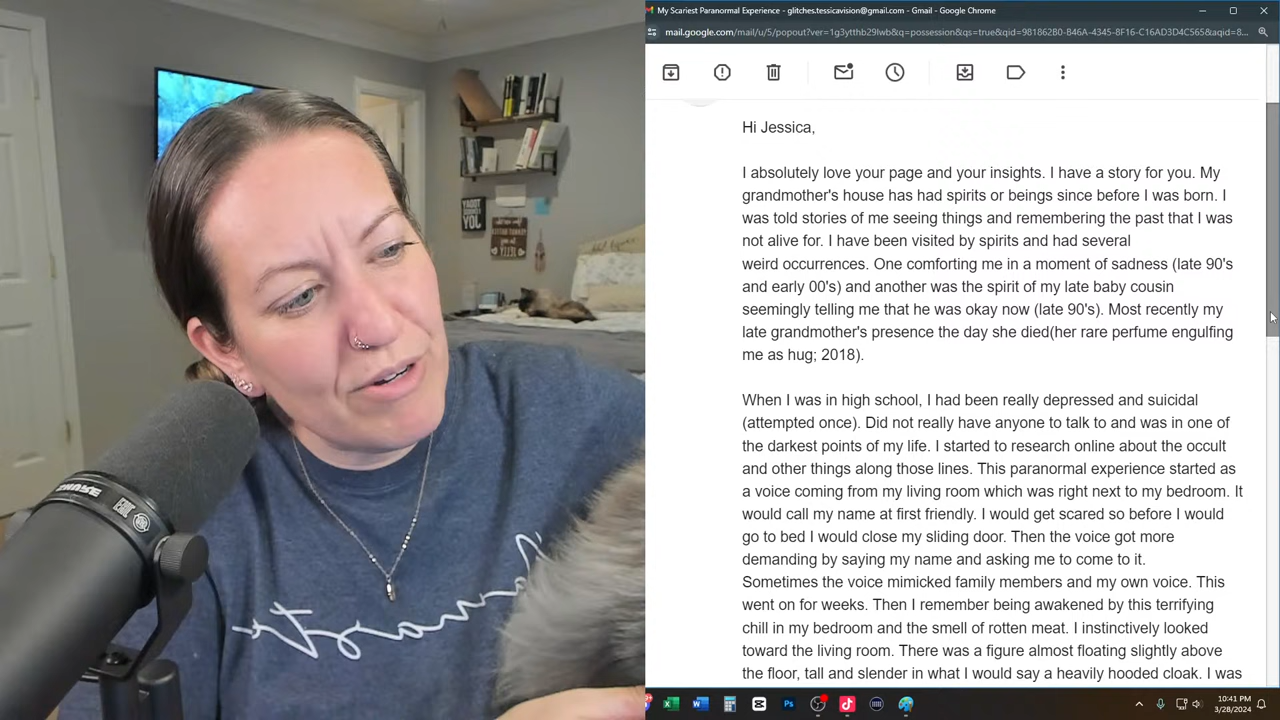 My Scariest Paranormal Experience - glitches.tessicavision@gmail.com - Gmail - Google Chrome
Hi Jessica,
I absolutely love your page and your insights. I have a story for you. My
grandmother's house has had spirits or beings since before I was born. I
was told stories of me seeing things and remembering the past that I was
not alive for. I have been visited by spirits and had several
weird occurrences. One comforting me in a moment of sadness (late 90's
and early 00's) and another was the spirit of my late baby cousin
seemingly telling me that he was okay now (late 90's). Most recently my
late grandmother's presence the day she died(her rare perfume engulfing
me as hug; 2018).
When I was in high school, I had been really depressed and suicidal
(attempted once). Did not really have anyone to talk to and was in one of
the darkest points of my life. I started to research online about the occult
and other things along those lines. This paranormal experience started as
a voice coming from my living room which was right next to my bedroom. It
would call my name at first friendly. I would get scared so before I would
go to bed I would close my sliding door. Then the voice got more
demanding by saying my name and asking me to come to it.
Sometimes the voice mimicked family members and my own voice. This
went on for weeks. Then I remember being awakened by this terrifying
chill in my bedroom and the smell of rotten meat. I instinctively looked
toward the living room. There was a figure almost floating slightly above
the floor, tall and slender in what I would say a heavily hooded cloak. I was
10:41 PM
3/28/2024